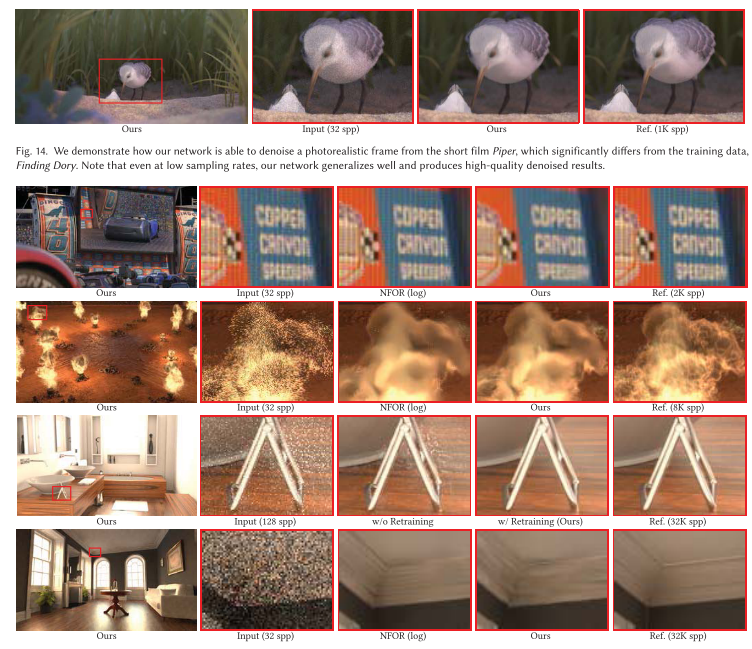 Ours
Input (32 spp)
Ours
Ref. (1K spp)
Fig. 14. We demonstrate how our network is able to denoise a photorealistic frame from the short film Piper, which significantly differs from the training data,
Finding Dory. Note that even at low sampling rates, our network generalizes well and produces high-quality denoised results.
COPPER
CANYON
SPEEDWAY
COPPER
CANYON
SPEEDWAY
COPPER
CANYON
SPEEDWAY
COPPER
CANYON
SPEEDWAY
Ours
Input (32 spp)
NFOR (log)
Ours
Ref. (2K spp)
Ours
Input (32 spp)
NFOR (log)
Ours
Ref. (8K spp)
Ours
Input (128 spp)
w/o Retraining
w/ Retraining (Ours)
Ref. (32K spp)
Ours
Input (32 spp)
NFOR (log)
Ours
Ref. (32K spp)